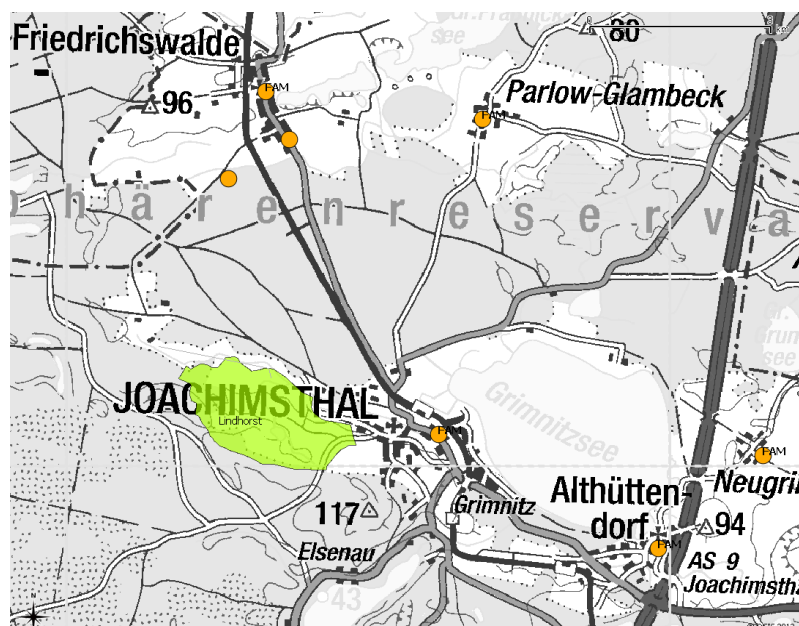 Friedrichswalde
80
FAM
96
Parlow-Glambeck
FAM
h ä r e n r e s e r v a
JOACHIMSTHAL
Lindhorst
Grimnitzsee
FAM
FAM
Neugri
117
Grimnitz
Althütten-
dorf
94
FAM
Elsenau
AS 9
Joachimstha
43